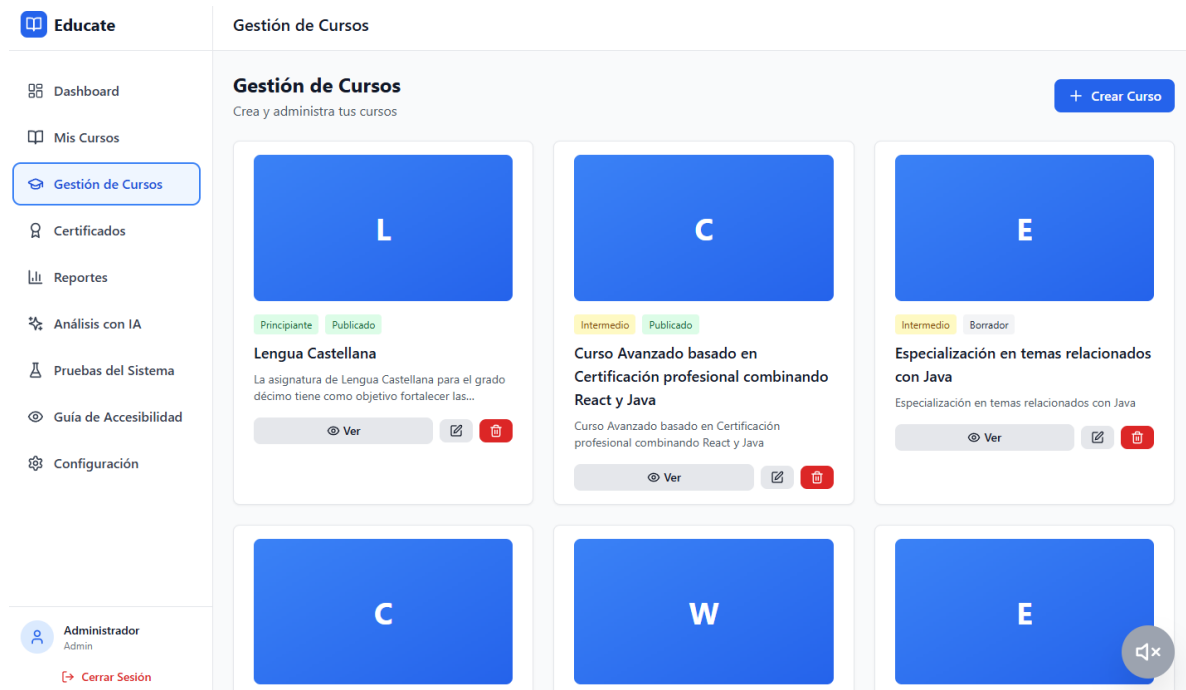 Educate
Gestión de Cursos
Dashboard
Mis Cursos
Gestión de Cursos
Certificados
Reportes
Análisis con IA
Pruebas del Sistema
Guía de Accesibilidad
Configuración
Administrador
Admin
Cerrar Sesión
Gestión de Cursos
Crea y administra tus cursos
+ Crear Curso
L
Principiante Publicado
Lengua Castellana
La asignatura de Lengua Castellana para el grado
décimo tiene como objetivo fortalecer las...
Ver
C
Intermedio Publicado
Curso Avanzado basado en
Certificación profesional combinando
React y Java
Curso Avanzado basado en Certificación
profesional combinando React y Java
Ver
E
Intermedio Borrador
Especialización en temas relacionados
con Java
Especialización en temas relacionados con Java
Ver
C
W
E